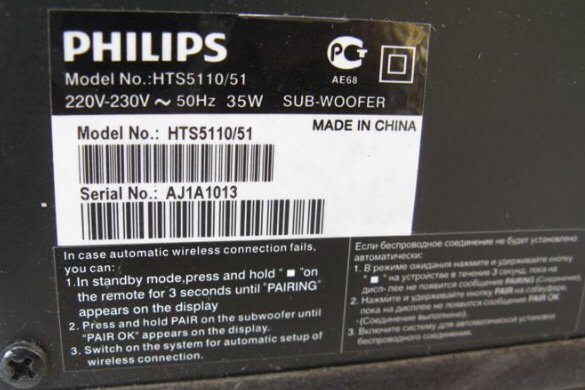 PHILIPS
Model No.:HTS5110/51
AE68
220V-230V ~ 50Hz 35W SUB-WOOFER
MADE IN CHINA
Model No.: HTS5110/51
Serial No.: AJ1A1013
In case automatic wireless connection fails,
you can:
1.In standby mode,press and hold " ■ "on
the remote for 3 seconds until "PAIRING"
appears on the display
2. Press and hold PAIR on the subwoofer until
"PAIR OK" appears on the display.
3. Switch on the system for automatic setup of
wireless connection.
Если беспроводное соединение не будет установлено
автоматически:
1. В режиме ожидания нажмите и удерживайте кнопку
" ■ " на устройстве в течение 3 секунд, пока на
дисп-лее не появится сообщение PAIRING (Соединение).
2. Нажмите и удерживайте кнопку PAIR на сабвуфере,
пока на дисплее не появится сообщение PAIR OK
(Соединение выполнено).
3. Включите систему для автоматической установки
беспроводного соединения.